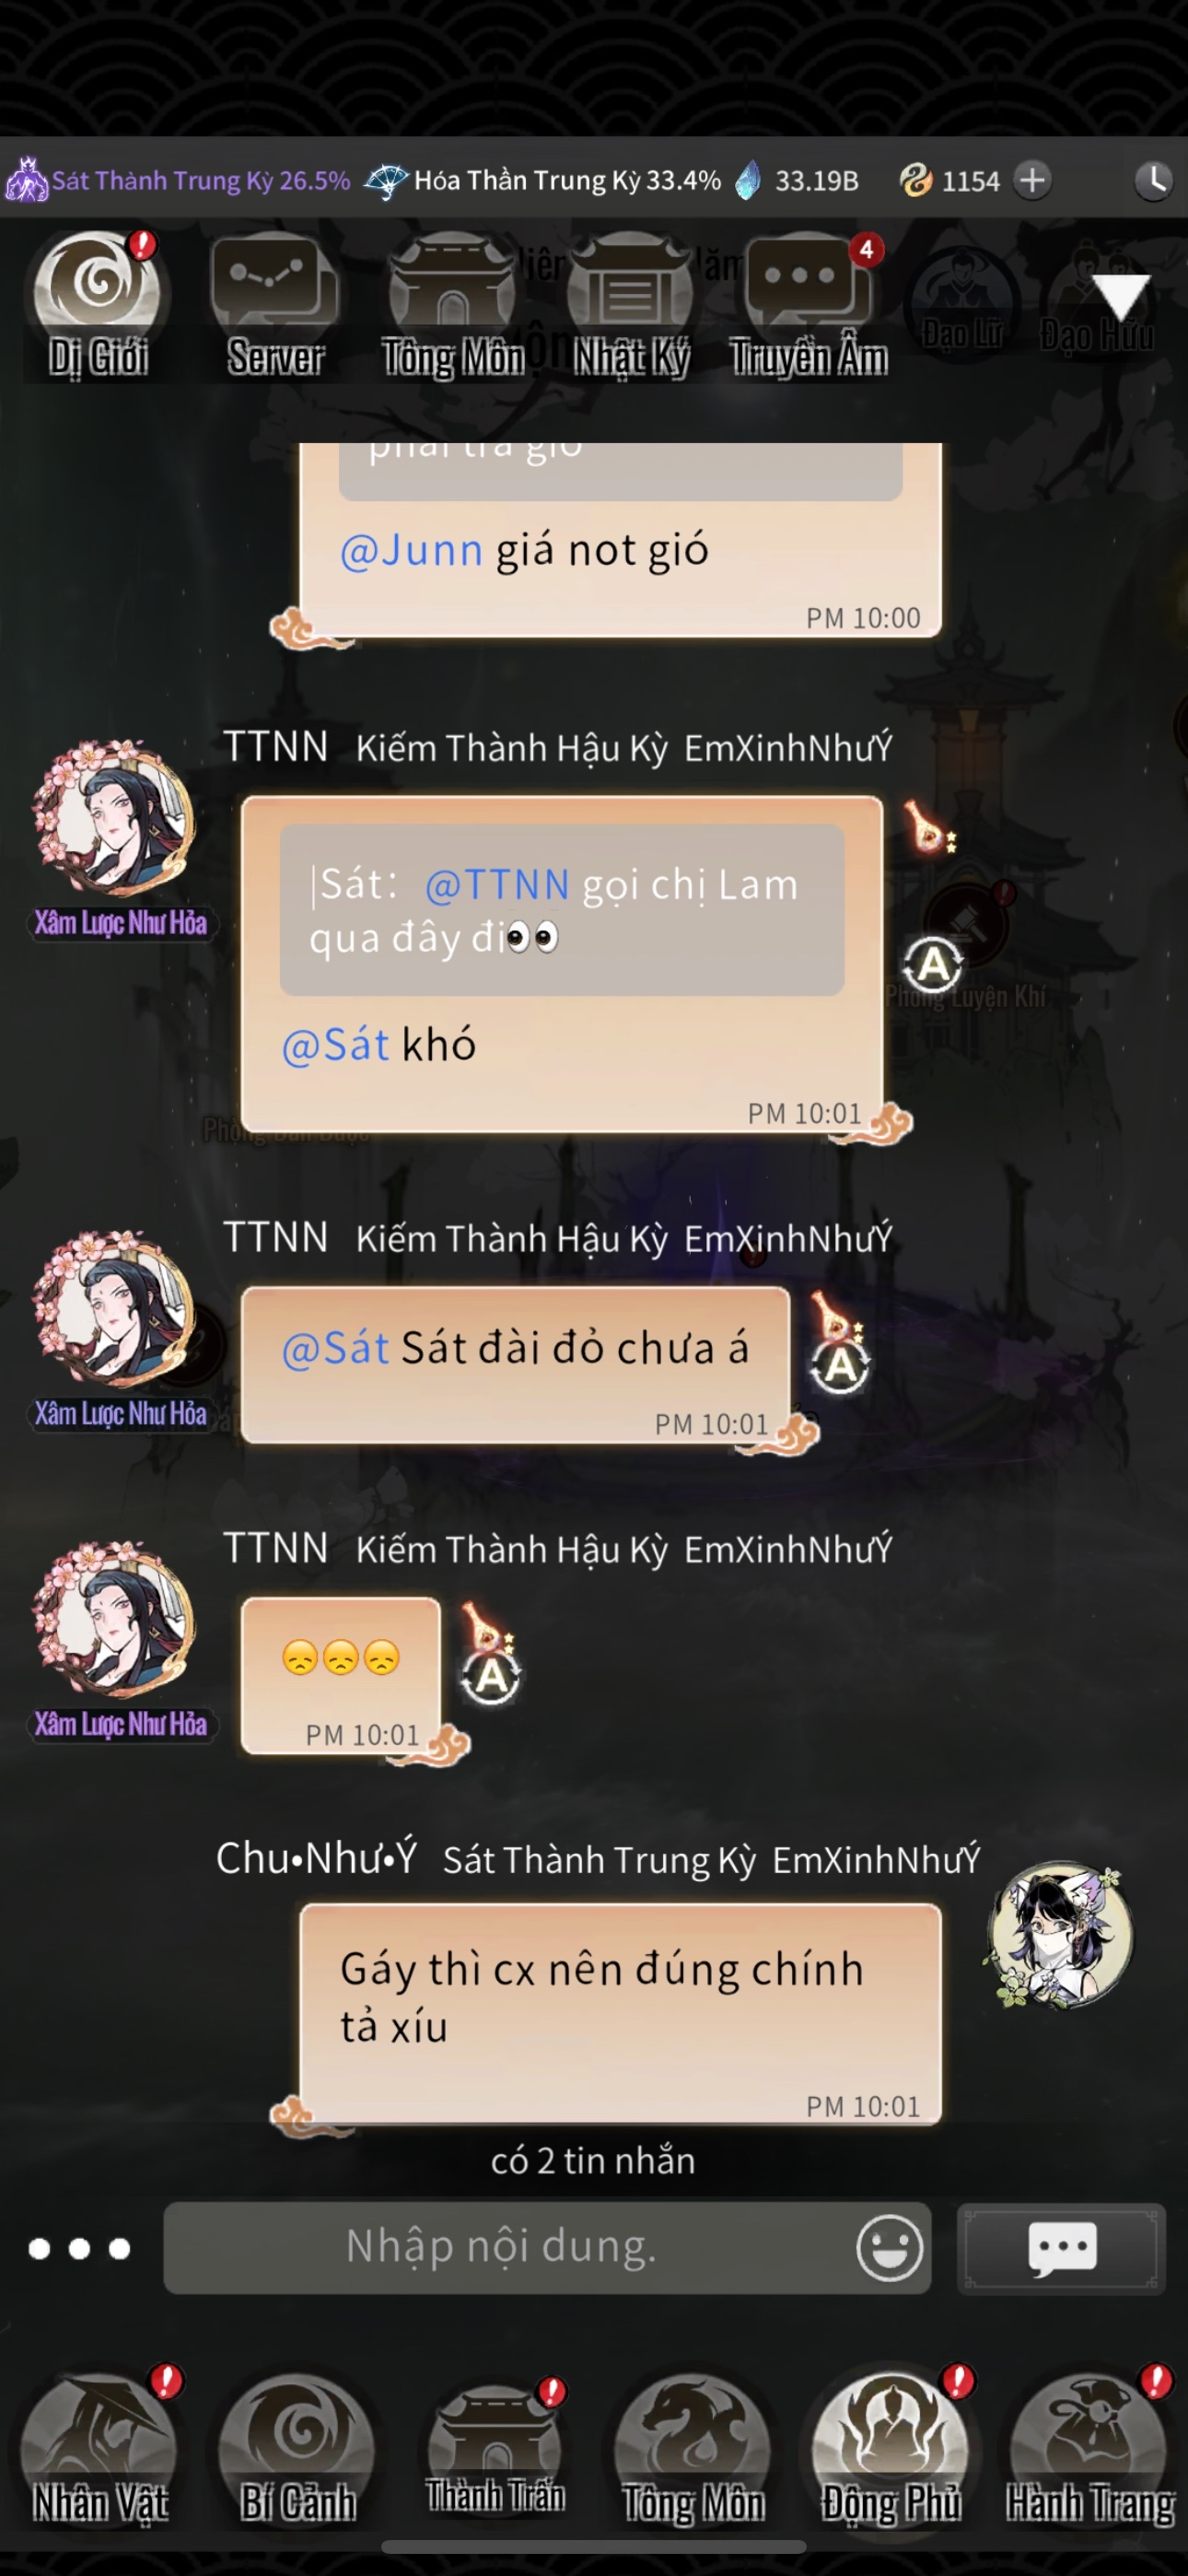 Sát Thành Trung Kỳ 26.5% Hóa Thần Trung Kỳ 33.4% 33.19B 1154
4
Dị Giới Server Tông Môn Nhật Ký Truyền Âm Đạo Lữ Đạo Hữu
phải trả gió
@Junn giá not gió
PM 10:00
TTNN Kiếm Thành Hậu Kỳ EmXinhNhưÝ
Xâm Lược Như Hỏa
|Sát: @TTNN gọi chị Lam
qua đây đi👀
A
Phòng Luyện Khí
@Sát khó
PM 10:01
TTNN Kiếm Thành Hậu Kỳ EmXinhNhưÝ
@Sát Sát đài đỏ chưa á
A
Xâm Lược Như Hỏa
PM 10:01
TTNN Kiếm Thành Hậu Kỳ EmXinhNhưÝ
😞😞😞
A
Xâm Lược Như Hỏa
PM 10:01
Chu•Như•Ý Sát Thành Trung Kỳ EmXinhNhưÝ
Gáy thì cx nên đúng chính
tả xíu
PM 10:01
có 2 tin nhắn
Nhập nội dung.
Nhân Vật Bí Cảnh Thành Trấn Tông Môn Động Phủ Hành Trang